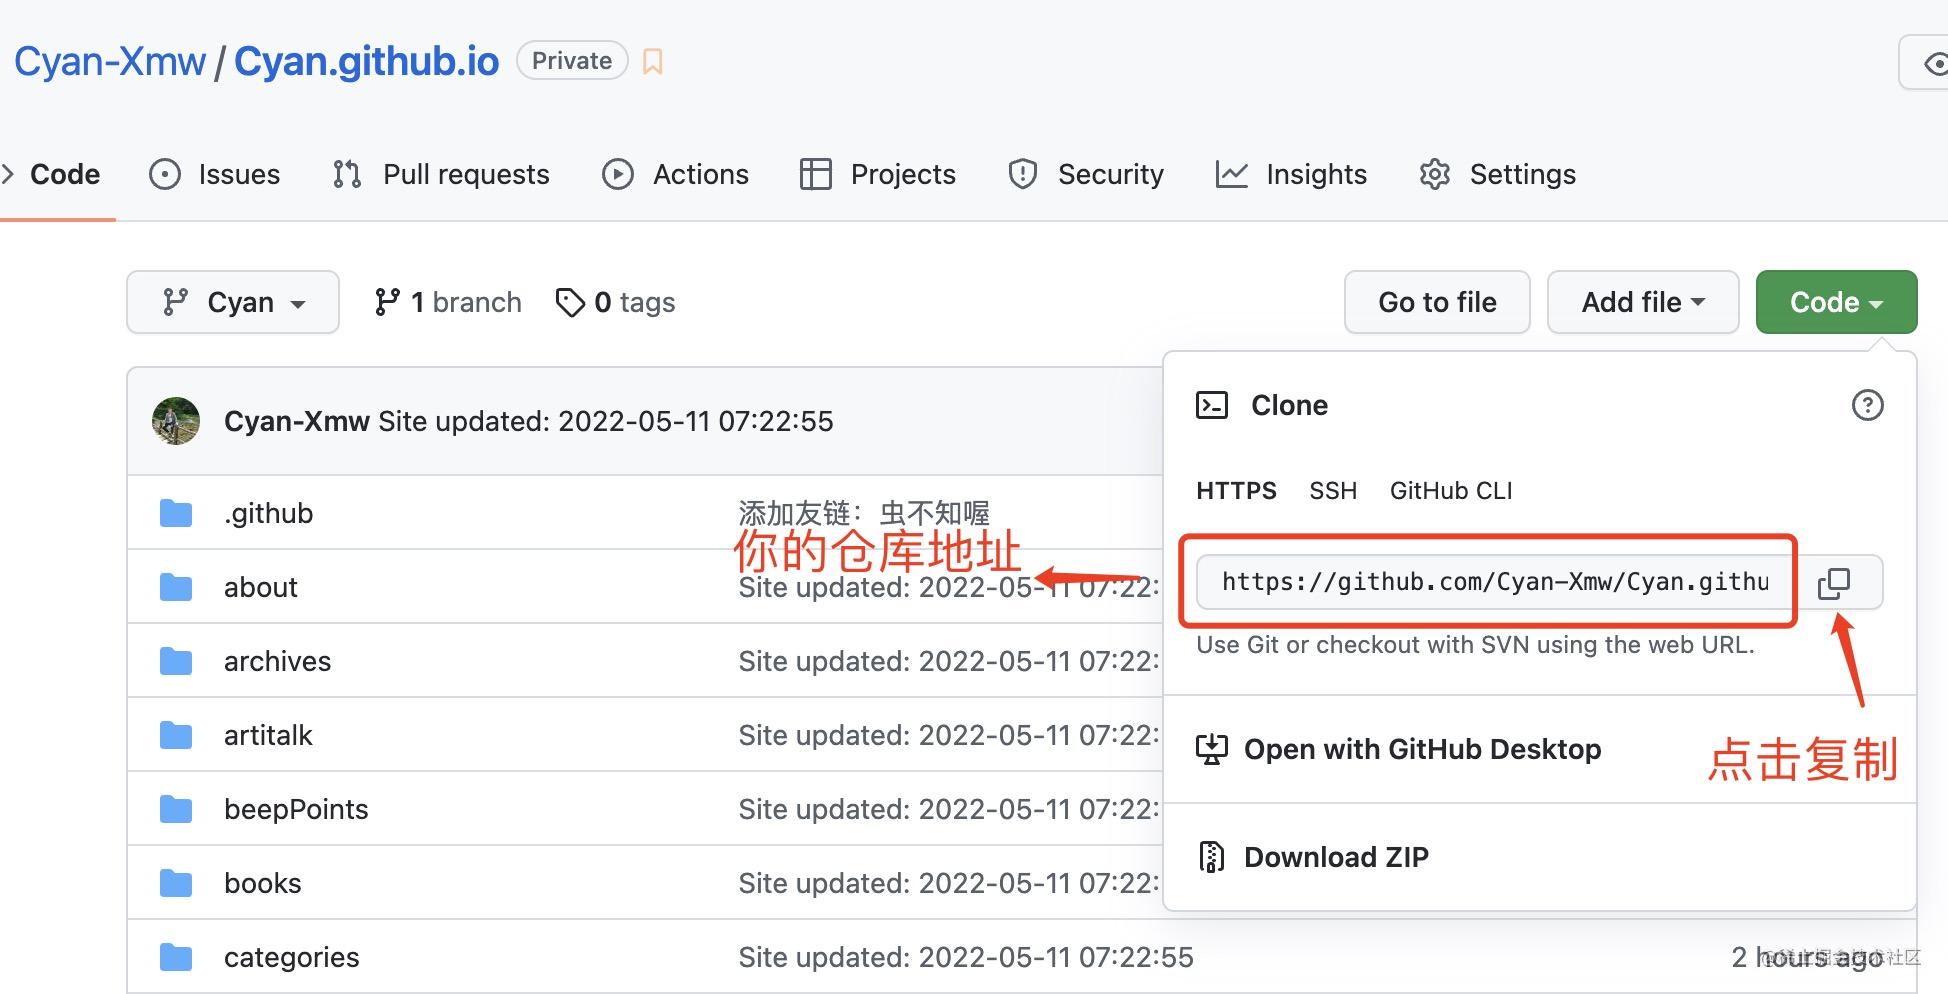 Cyan-Xmw / Cyan.github.io Private
Code Issues Pull requests Actions Projects Security Insights Settings
Cyan 1 branch 0 tags Go to file Add file Code
Cyan-Xmw Site updated: 2022-05-11 07:22:55
Clone
HTTPS SSH GitHub CLI
.github 添加友链：虫不知喔
你的仓库地址
https://github.com/Cyan-Xmw/Cyan.githu
about Site updated: 2022-05-11 07:22:
Use Git or checkout with SVN using the web URL.
archives Site updated: 2022-05-11 07:22:
artitalk Site updated: 2022-05-11 07:22:
Open with GitHub Desktop
点击复制
beepPoints Site updated: 2022-05-11 07:22:
Download ZIP
books Site updated: 2022-05-11 07:22:
categories Site updated: 2022-05-11 07:22:55 2 hours ago
@稀土掘金技术社区